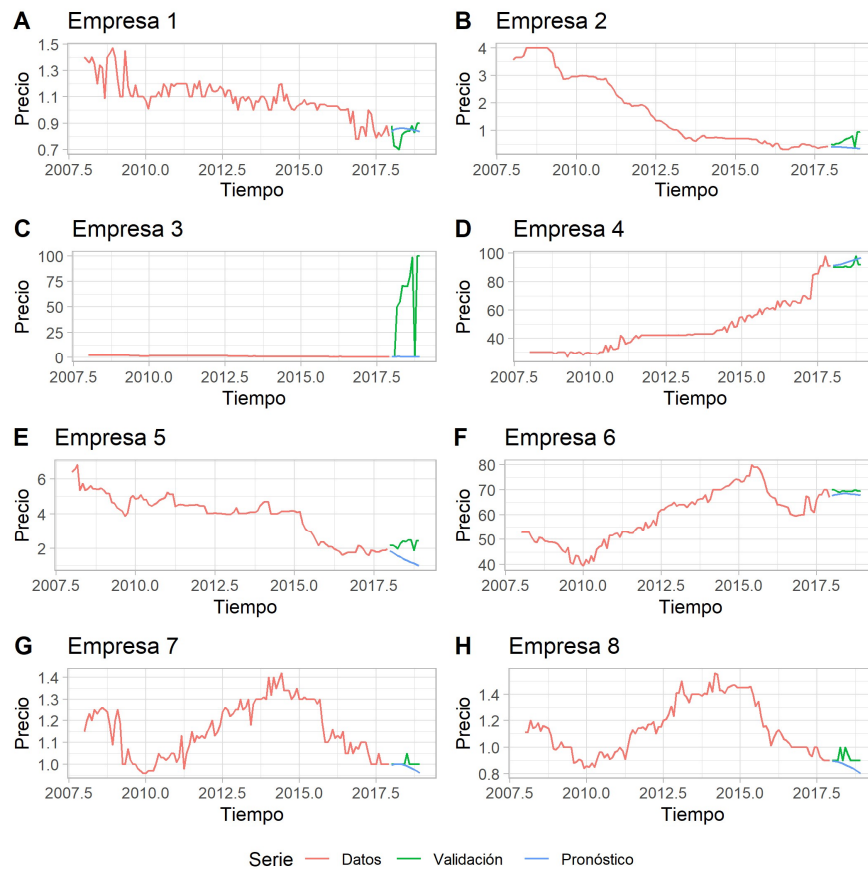 A Empresa 1
1.5
1.3
1.1
0.9
0.7
Precio
2007.5 2010.0 2012.5 2015.0 2017.5
Tiempo
B Empresa 2
4
3
2
1
Precio
2007.5 2010.0 2012.5 2015.0 2017.5
Tiempo
C Empresa 3
100
75
50
25
0
Precio
2007.5 2010.0 2012.5 2015.0 2017.5
Tiempo
D Empresa 4
100
80
60
40
Precio
2007.5 2010.0 2012.5 2015.0 2017.5
Tiempo
E Empresa 5
6
4
2
Precio
2007.5 2010.0 2012.5 2015.0 2017.5
Tiempo
F Empresa 6
80
70
60
50
40
Precio
2007.5 2010.0 2012.5 2015.0 2017.5
Tiempo
G Empresa 7
1.4
1.3
1.2
1.1
1.0
Precio
2007.5 2010.0 2012.5 2015.0 2017.5
Tiempo
H Empresa 8
1.4
1.2
1.0
0.8
Precio
2007.5 2010.0 2012.5 2015.0 2017.5
Tiempo
Serie Datos Validación Pronóstico